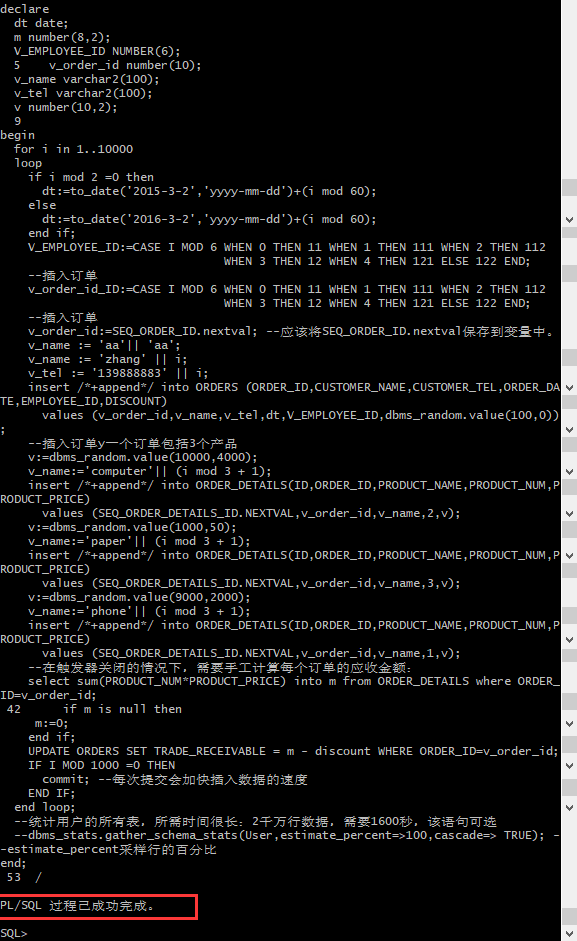 declare
  dt date;
  m number(8,2);
  V_EMPLOYEE_ID NUMBER(6);
  5    v_order_id number(10);
  v_name varchar2(100);
  v_tel varchar2(100);
  v number(10,2);
  9
begin
  for i in 1..10000
  loop
    if i mod 2 =0 then
      dt:=to_date('2015-3-2','yyyy-mm-dd')+(i mod 60);
    else
      dt:=to_date('2016-3-2','yyyy-mm-dd')+(i mod 60);
    end if;
    V_EMPLOYEE_ID:=CASE I MOD 6 WHEN 0 THEN 11 WHEN 1 THEN 111 WHEN 2 THEN 112
                                WHEN 3 THEN 12 WHEN 4 THEN 121 ELSE 122 END;
    --插入订单
    v_order_id_ID:=CASE I MOD 6 WHEN 0 THEN 11 WHEN 1 THEN 111 WHEN 2 THEN 112
                                WHEN 3 THEN 12 WHEN 4 THEN 121 ELSE 122 END;
    --插入订单
    v_order_id:=SEQ_ORDER_ID.nextval; --应该将SEQ_ORDER_ID.nextval保存到变量中。
    v_name := 'aa'|| 'aa';
    v_name := 'zhang' || i;
    v_tel := '139888883' || i;
    insert /*+append*/ into ORDERS (ORDER_ID,CUSTOMER_NAME,CUSTOMER_TEL,ORDER_DA
TE,EMPLOYEE_ID,DISCOUNT)
      values (v_order_id,v_name,v_tel,dt,V_EMPLOYEE_ID,dbms_random.value(100,0))
;
    --插入订单y一个订单包括3个产品
    v:=dbms_random.value(10000,4000);
    v_name:='computer'|| (i mod 3 + 1);
    insert /*+append*/ into ORDER_DETAILS(ID,ORDER_ID,PRODUCT_NAME,PRODUCT_NUM,P
RODUCT_PRICE)
      values (SEQ_ORDER_DETAILS_ID.NEXTVAL,v_order_id,v_name,2,v);
    v:=dbms_random.value(1000,50);
    v_name:='paper'|| (i mod 3 + 1);
    insert /*+append*/ into ORDER_DETAILS(ID,ORDER_ID,PRODUCT_NAME,PRODUCT_NUM,P
RODUCT_PRICE)
      values (SEQ_ORDER_DETAILS_ID.NEXTVAL,v_order_id,v_name,3,v);
    v:=dbms_random.value(9000,2000);
    v_name:='phone'|| (i mod 3 + 1);
    insert /*+append*/ into ORDER_DETAILS(ID,ORDER_ID,PRODUCT_NAME,PRODUCT_NUM,P
RODUCT_PRICE)
      values (SEQ_ORDER_DETAILS_ID.NEXTVAL,v_order_id,v_name,1,v);
    --在触发器关闭的情况下，需要手工计算每个订单的应收金额：
    select sum(PRODUCT_NUM*PRODUCT_PRICE) into m from ORDER_DETAILS where ORDER_
ID=v_order_id;
 42      if m is null then
     m:=0;
    end if;
    UPDATE ORDERS SET TRADE_RECEIVABLE = m - discount WHERE ORDER_ID=v_order_id;
    IF I MOD 1000 =0 THEN
      commit; --每次提交会加快插入数据的速度
    END IF;
  end loop;
  --统计用户的所有表，所需时间很长：2千万行数据，需要1600秒，该语句可选
  --dbms_stats.gather_schema_stats(User,estimate_percent=>100,cascade=> TRUE); -
-estimate_percent采样行的百分比
end;
 53  /
PL/SQL 过程已成功完成。
SQL>